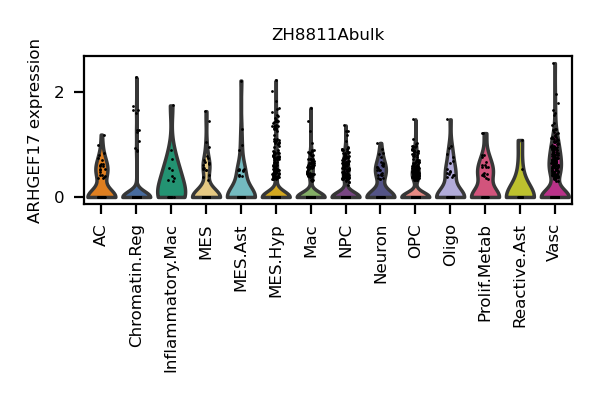 ZH8811Abulk
ARHGEF17 expression
2
0
AC
Chromatin.Reg
Inflammatory.Mac
MES
MES.Ast
MES.Hyp
Mac
NPC
Neuron
OPC
Oligo
Prolif.Metab
Reactive.Ast
Vasc